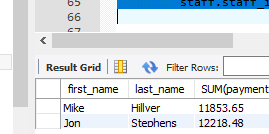 65
staff.staff_i
66
67
Result Grid Filter Rows:
first_name last_name SUM(payment
Mike Hillyer 11853.65
Jon Stephens 12218.48